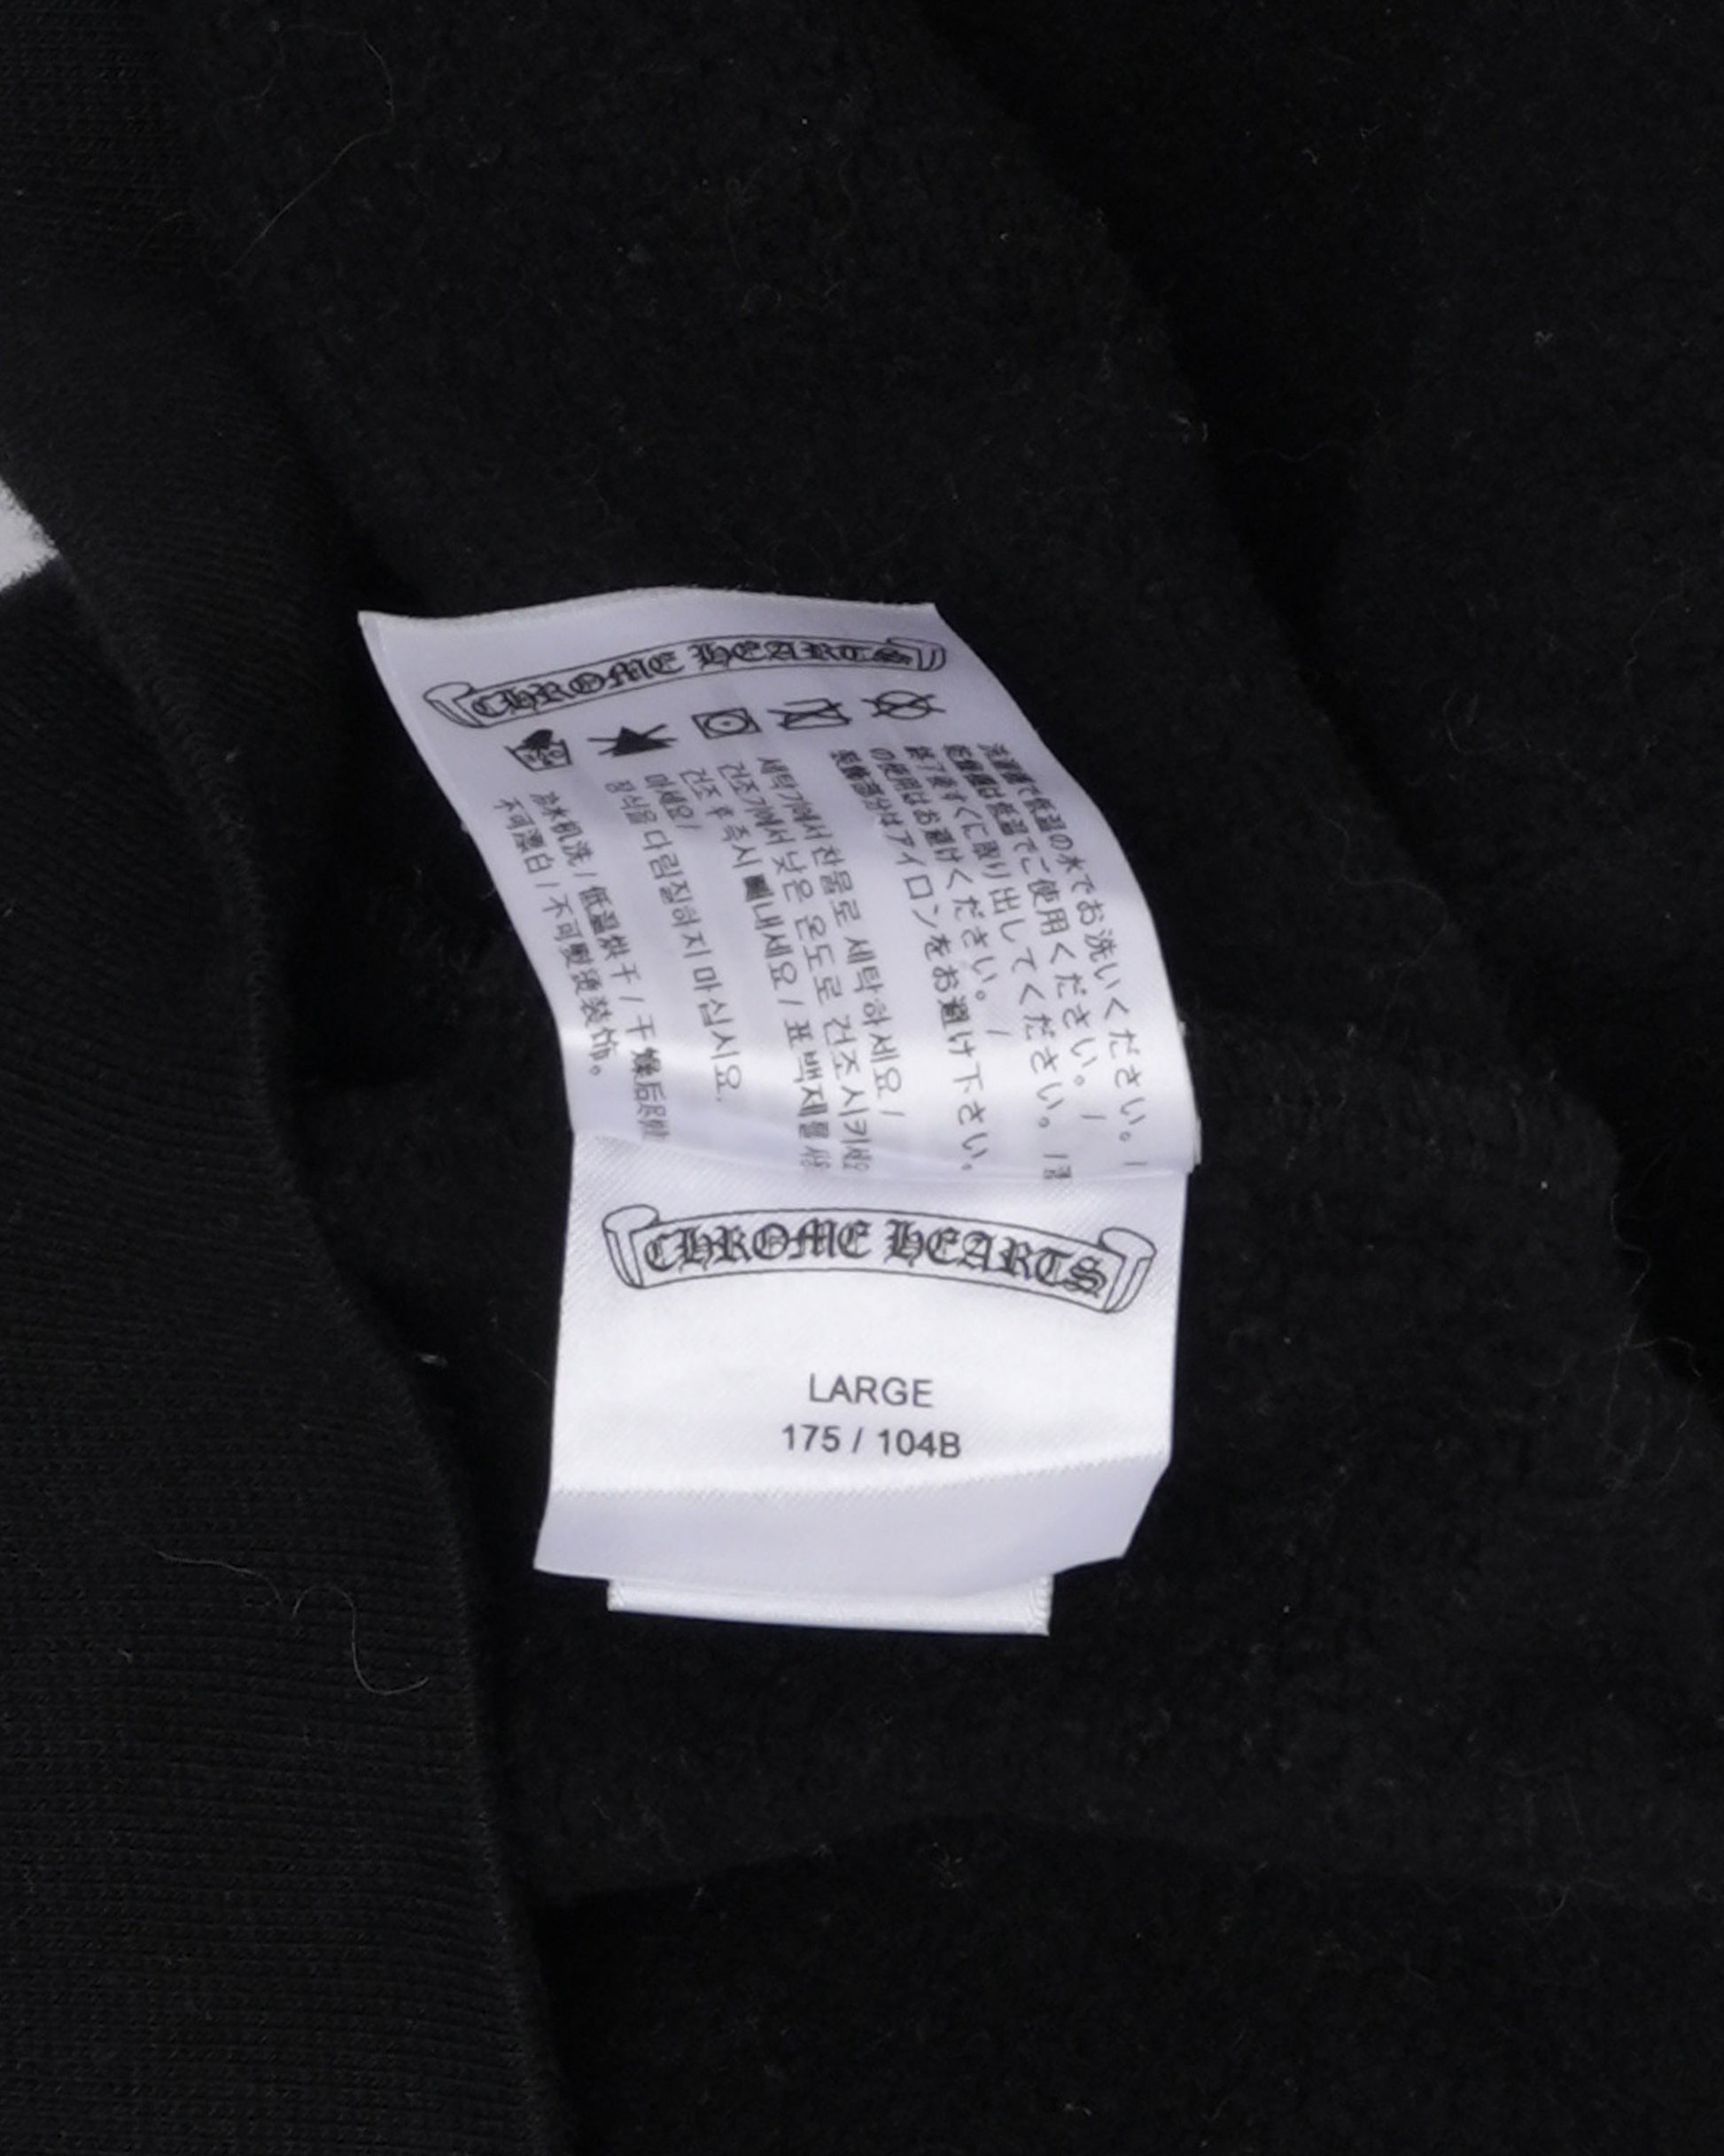 CHROME HEARTS
洗濯機で低温の水でお洗いください。/
乾燥機は低温でご使用ください。/
終了後すぐに取り出してください。/
の使用はお避けください。/
装飾部分はアイロンをお避け下さい。
세탁기에서 찬물로 세탁하세요/
건조기에서 낮은 온도로 건조시키세요
건조 후 즉시 빼내세요/ 표백제를 사용
마세요/
장식을 다림질하지 마십시요.
冷水机洗/低温烘干/干燥后尽快
不可漂白/不可熨烫装饰。
CHROME HEARTS
LARGE
175 / 104B